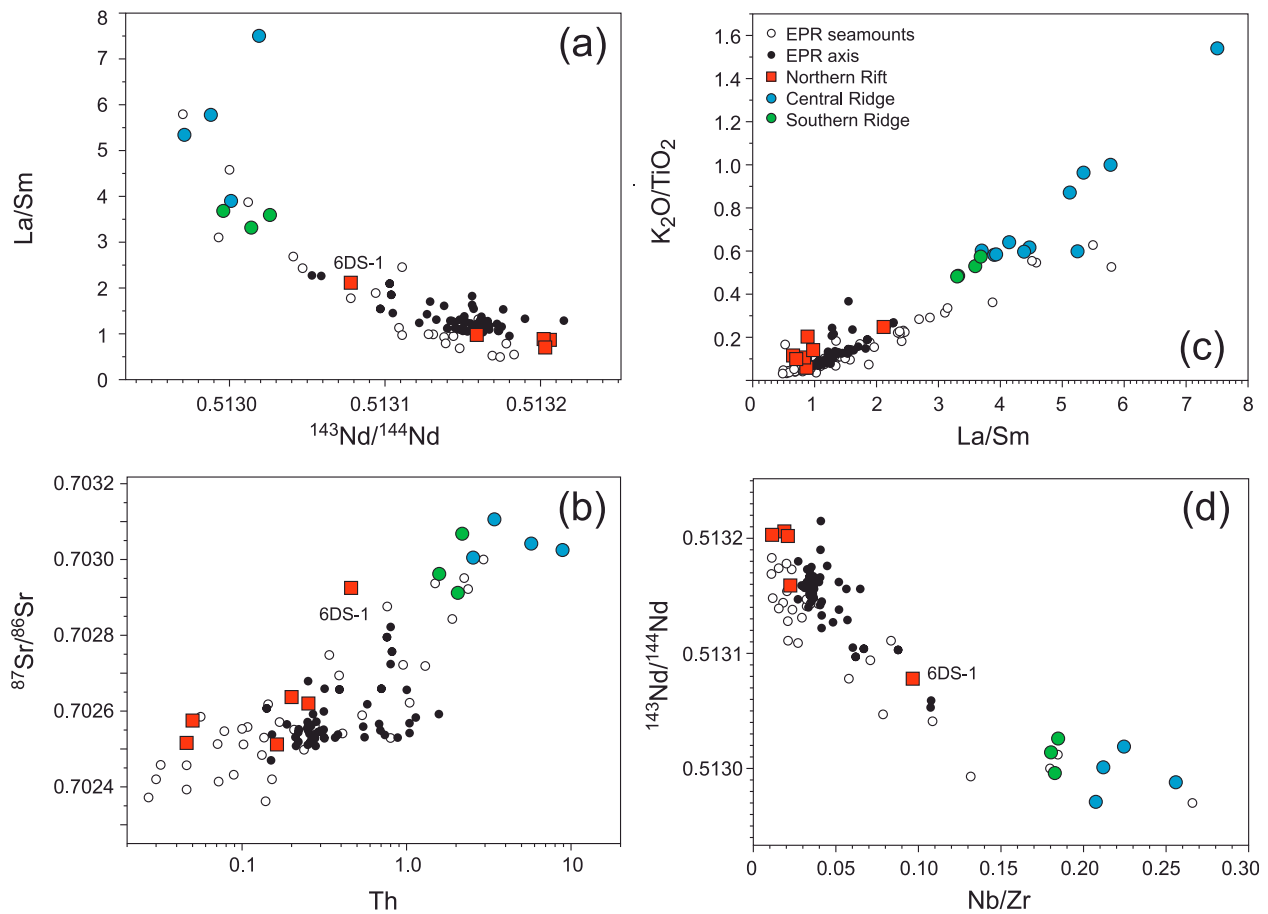 (a)
8
7
6
5
4
3
2
1
0
La/Sm
6DS-1
0.5130
0.5131
0.5132
¹⁴³Nd/¹⁴⁴Nd
(c)
1.6
1.4
1.2
1.0
0.8
0.6
0.4
0.2
K₂O/TiO₂
EPR seamounts
EPR axis
Northern Rift
Central Ridge
Southern Ridge
0
1
2
3
4
5
6
7
8
La/Sm
(b)
0.7032
0.7030
0.7028
0.7026
0.7024
⁸⁷Sr/⁸⁶Sr
6DS-1
0.1
1.0
10
Th
(d)
0.5132
0.5131
0.5130
¹⁴³Nd/¹⁴⁴Nd
6DS-1
0
0.05
0.10
0.15
0.20
0.25
0.30
Nb/Zr